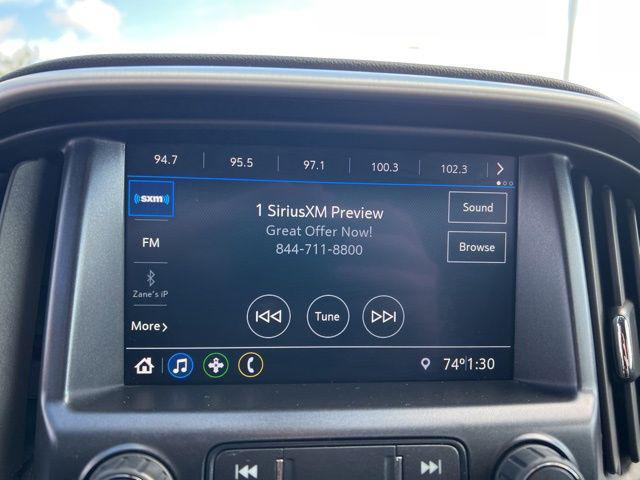 94.7 95.5 97.1 100.3 102.3
((sxm))
1 SiriusXM Preview
Great Offer Now!
844-711-8800
Sound
Browse
FM
Zane's iP
More
Tune
74º 1:30